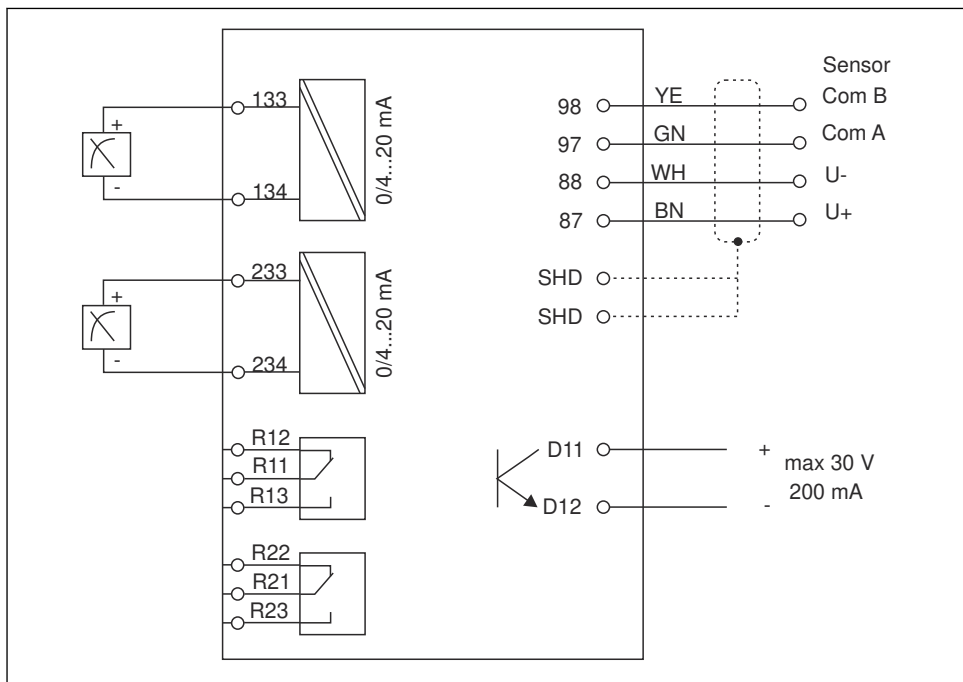 +
-
133
134
0/4...20 mA
+
-
233
234
0/4...20 mA
R12
R11
R13
R22
R21
R23
Sensor
98 YE Com B
97 GN Com A
88 WH U-
87 BN U+
SHD
SHD
D11 +
max 30 V
200 mA
D12 -